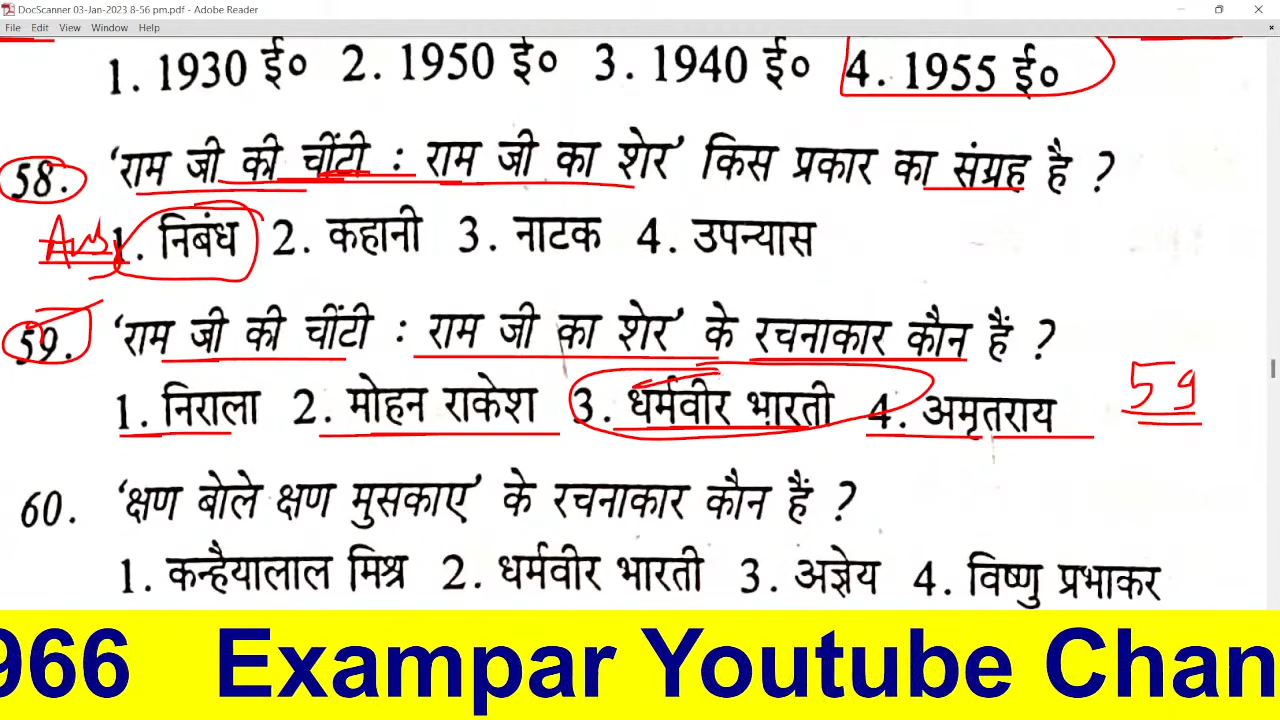 DocScanner 03-Jan-2023 8-56 pm.pdf - Adobe Reader
File Edit View Window Help
1. 1930 ई० 2. 1950 ई० 3. 1940 ई० 4. 1955 ई०
58. 'राम जी की चींटी : राम जी का शेर' किस प्रकार का संग्रह है ?
Ans 1. निबंध 2. कहानी 3. नाटक 4. उपन्यास
59. 'राम जी की चींटी : राम जी का शेर' के रचनाकार कौन हैं ?
1. निराला 2. मोहन राकेश 3. धर्मवीर भारती 4. अमृतराय 59
60. 'क्षण बोले क्षण मुसकाए' के रचनाकार कौन हैं ?
1. कन्हैयालाल मिश्र 2. धर्मवीर भारती 3. अज्ञेय 4. विष्णु प्रभाकर
966 Exampar Youtube Chan